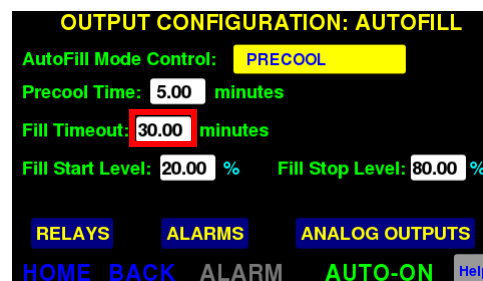 OUTPUT CONFIGURATION: AUTOFILL
AutoFill Mode Control: PRECOOL
Precool Time: 5.00 minutes
Fill Timeout: 30.00 minutes
Fill Start Level: 20.00 % Fill Stop Level: 80.00 %
RELAYS ALARMS ANALOG OUTPUTS
HOME BACK ALARM AUTO-ON Help